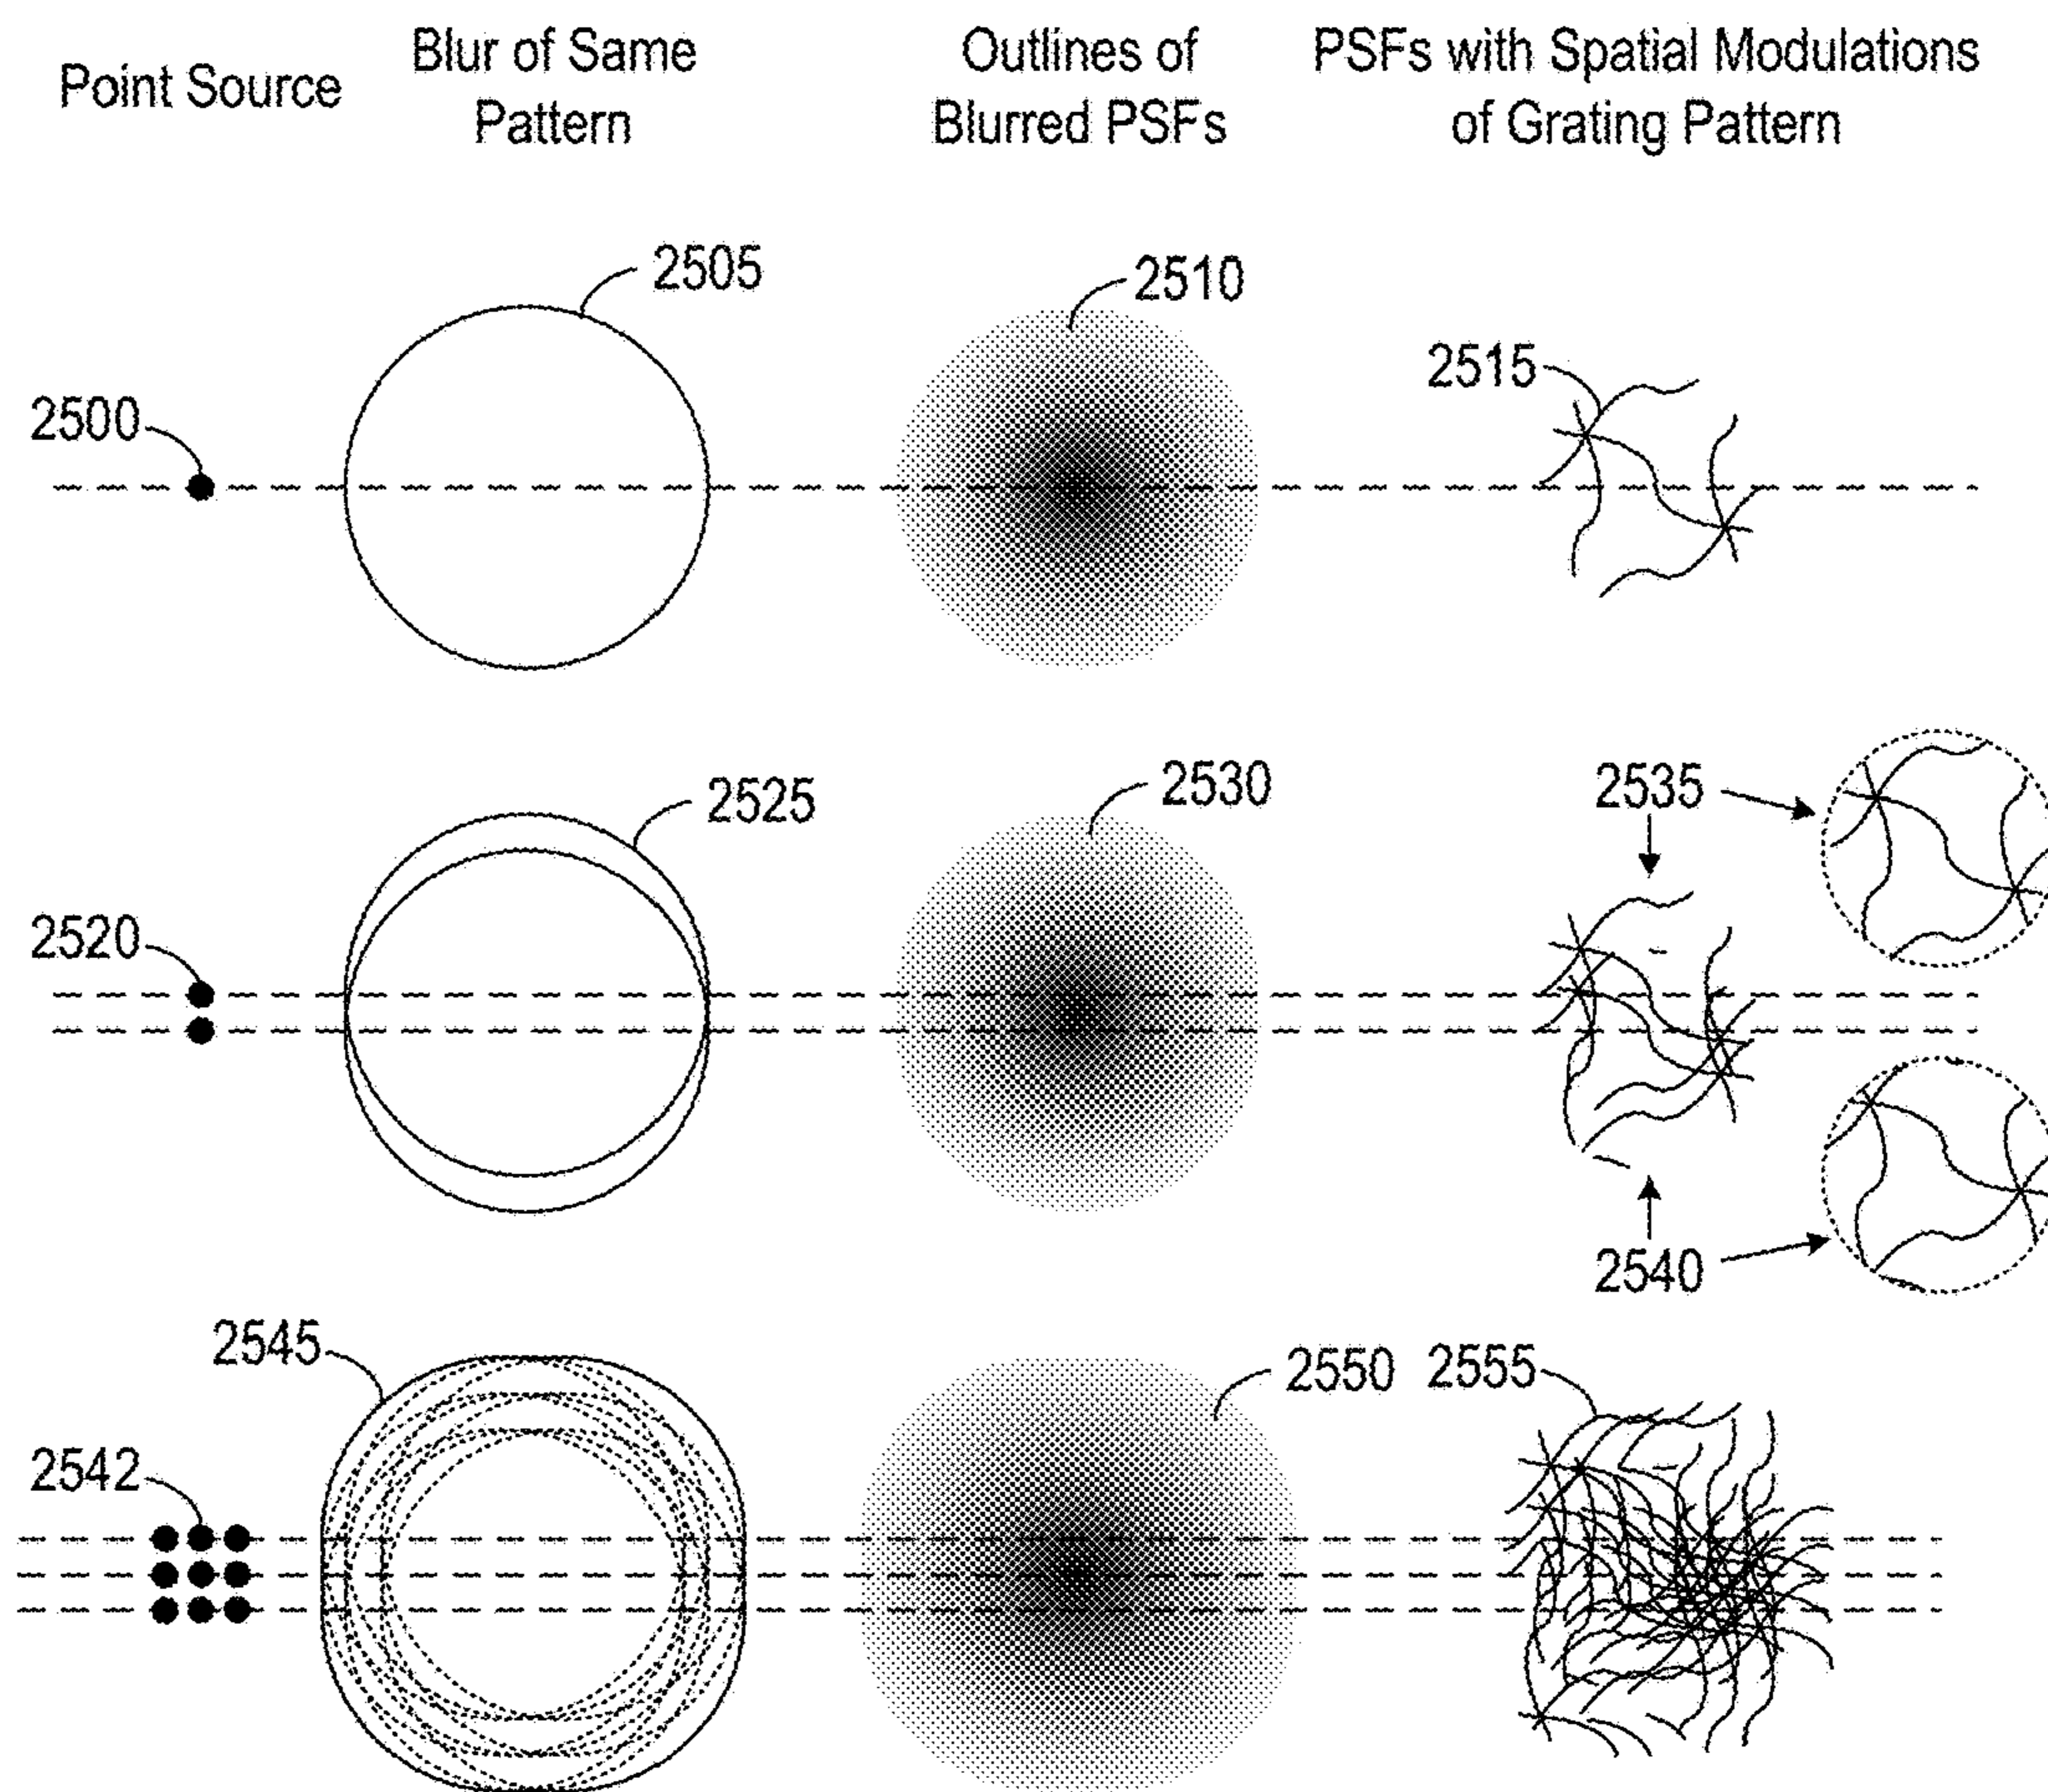 Point Source
Blur of Same
Pattern
Outlines of
Blurred PSFs
PSFs with Spatial Modulations
of Grating Pattern
2505
2510
2515
2500
2525
2530
2535
2520
2540
2545
2550
2555
2542